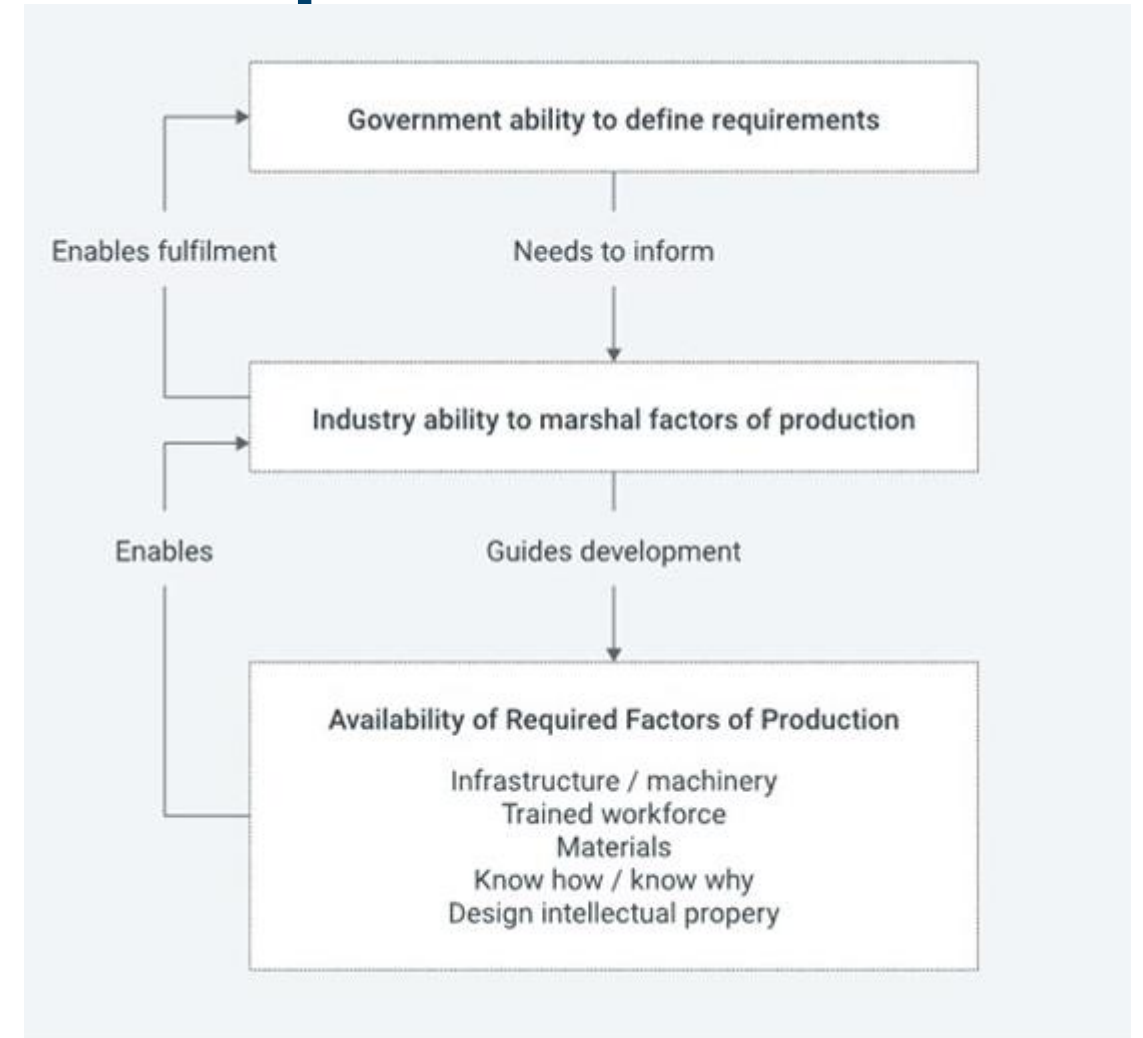 Government ability to define requirements
Enables fulfilment
Needs to inform
Industry ability to marshal factors of production
Enables
Guides development
Availability of Required Factors of Production
Infrastructure / machinery
Trained workforce
Materials
Know how / know why
Design intellectual propery